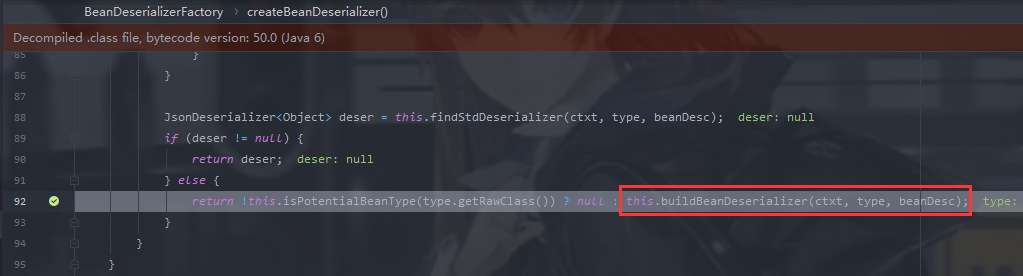 BeanDeserializerFactory › createBeanDeserializer()
Decompiled .class file, bytecode version: 50.0 (Java 6)
85 }
86 }
87
88 JsonDeserializer<Object> deser = this.findStdDeserializer(ctxt, type, beanDesc); deser: null
89 if (deser != null) {
90 return deser; deser: null
91 } else {
92 return !this.isPotentialBeanType(type.getRawClass()) ? null : this.buildBeanDeserializer(ctxt, type, beanDesc); type:
93 }
94 }
95 }